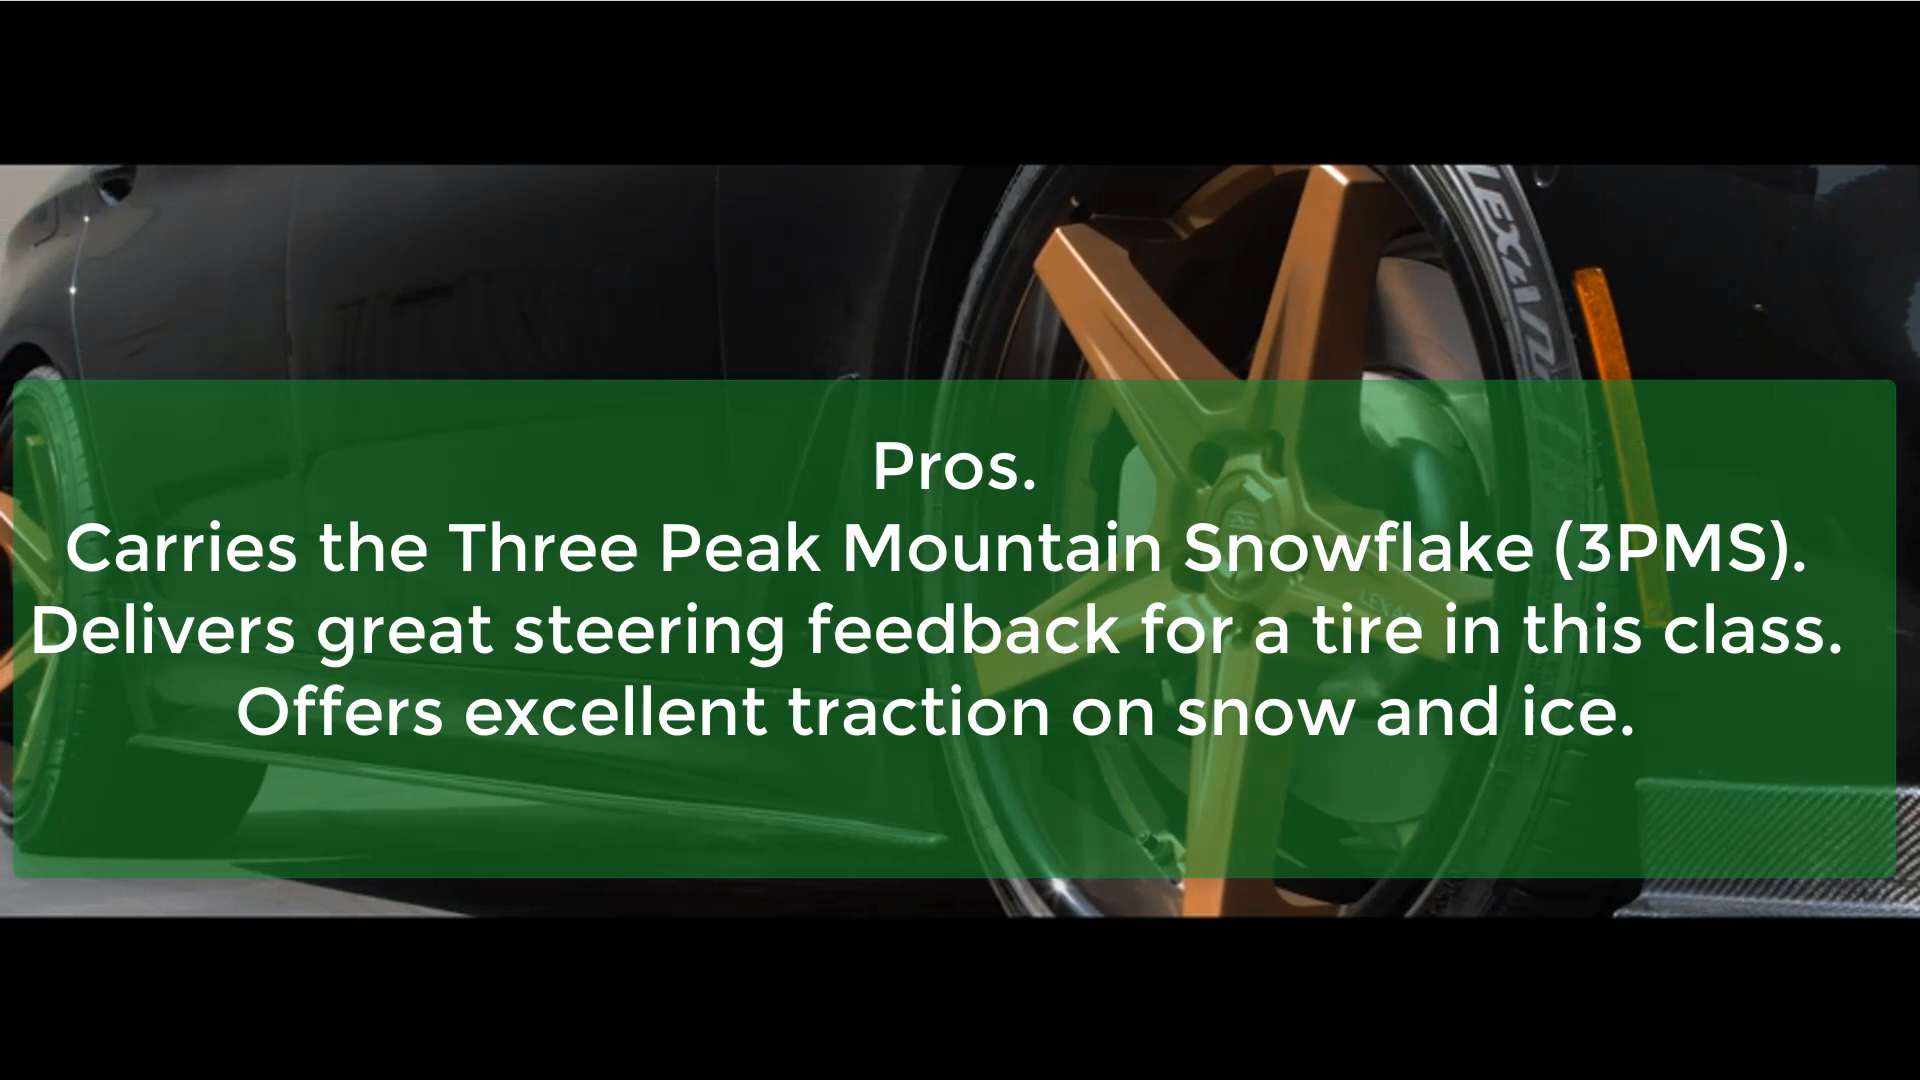 LEXANI
Pros.
Carries the Three Peak Mountain Snowflake (3PMS).
Delivers great steering feedback for a tire in this class.
Offers excellent traction on snow and ice.